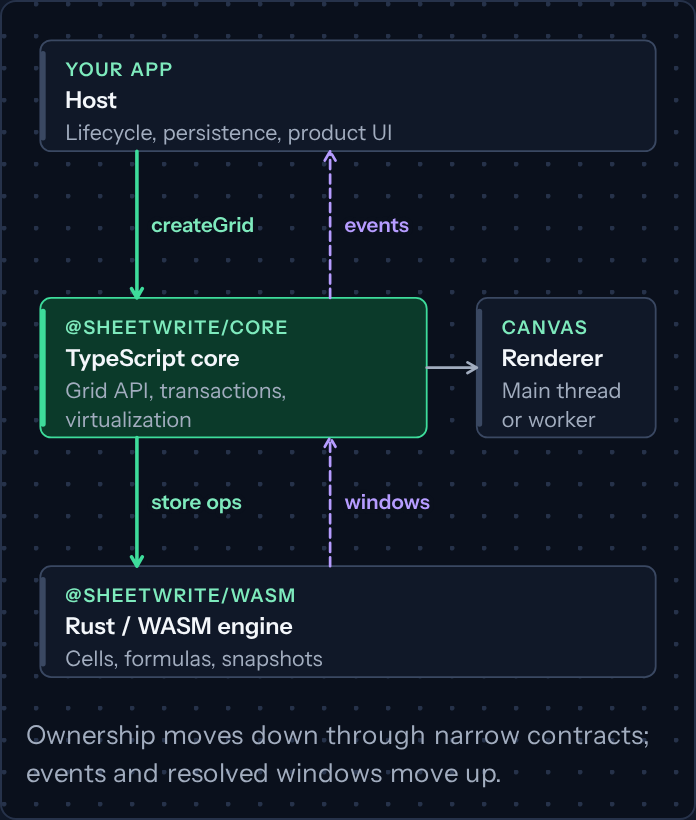 YOUR APP
Host
Lifecycle, persistence, product UI
createGrid
events
@SHEETWRITE/CORE
TypeScript core
Grid API, transactions,
virtualization
CANVAS
Renderer
Main thread
or worker
store ops
windows
@SHEETWRITE/WASM
Rust / WASM engine
Cells, formulas, snapshots
Ownership moves down through narrow contracts;
events and resolved windows move up.